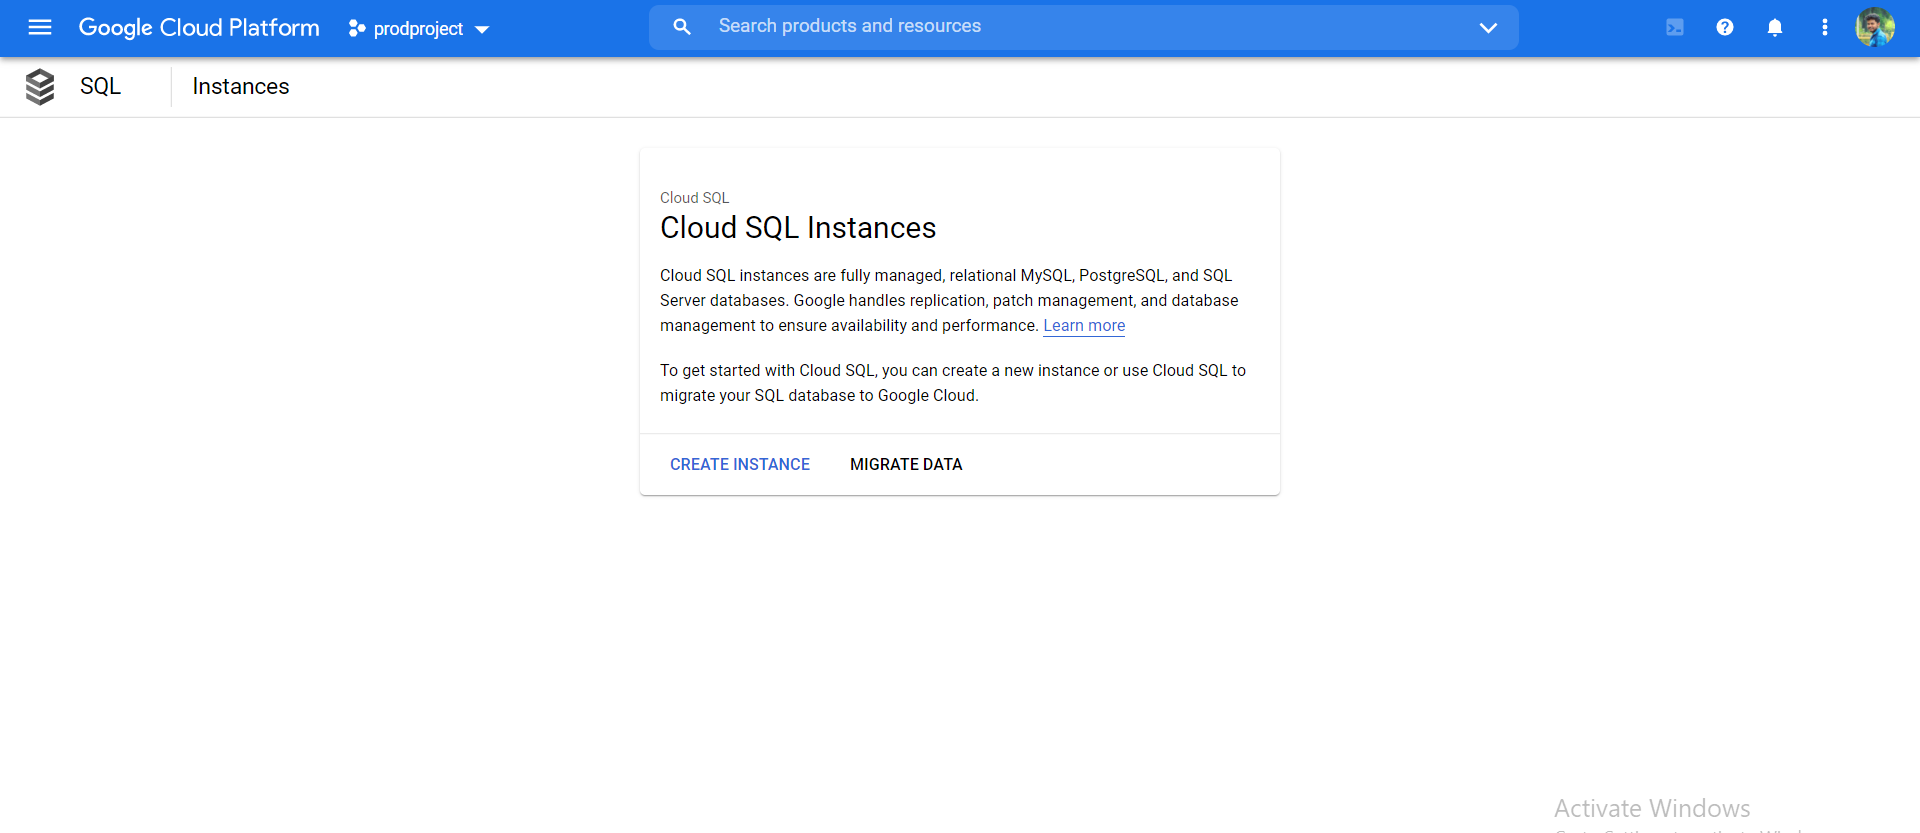 Google Cloud Platform
prodproject
Search products and resources
SQL
Instances
Cloud SQL
Cloud SQL Instances
Cloud SQL instances are fully managed, relational MySQL, PostgreSQL, and SQL
Server databases. Google handles replication, patch management, and database
management to ensure availability and performance. Learn more
To get started with Cloud SQL, you can create a new instance or use Cloud SQL to
migrate your SQL database to Google Cloud.
CREATE INSTANCE
MIGRATE DATA
Activate Windows